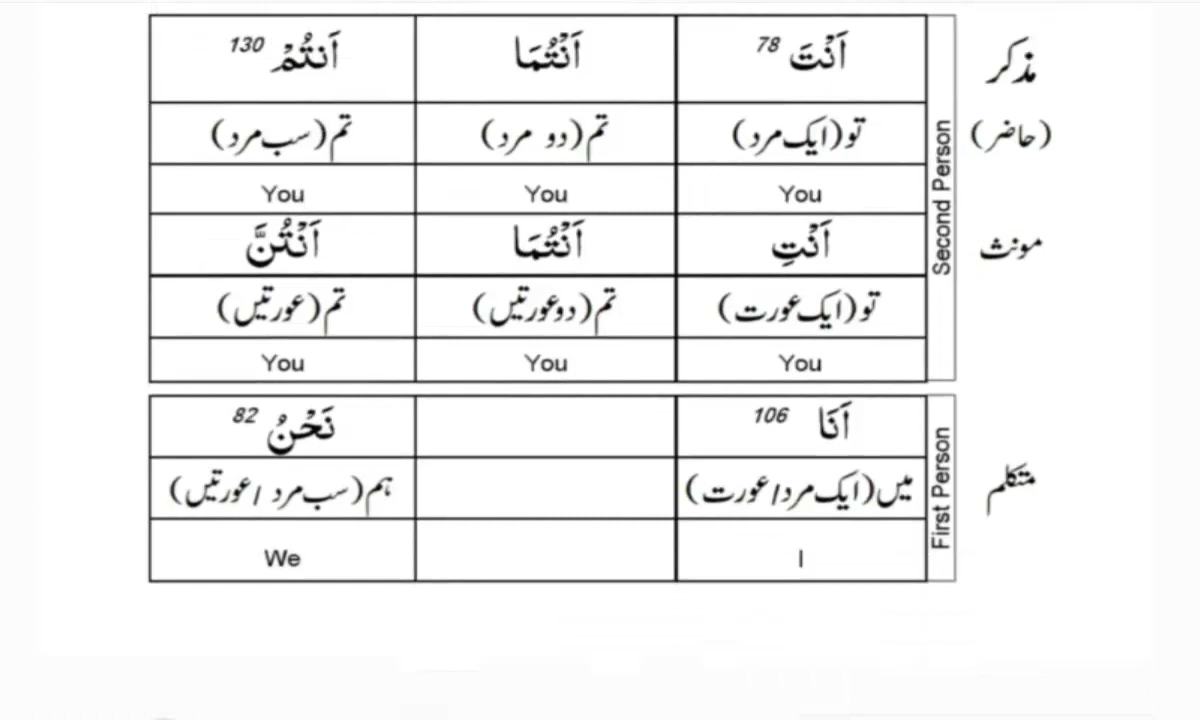 مذکر اَنْتَ 78 اَنْتُمَا اَنتُمْ 130
(حاضر) تو (ایک مرد) تم (دو مرد) تم (سب مرد)
You You You
Second Person
مونث اَنْتِ اَنْتُمَا اَنْتُنَّ
تو (ایک عورت) تم (دو عورتیں) تم (عورتیں)
You You You
اَنَا 106 نَحْنُ 82
متکلم میں (ایک مرد/عورت) ہم (سب مرد/عورتیں)
First Person
I We